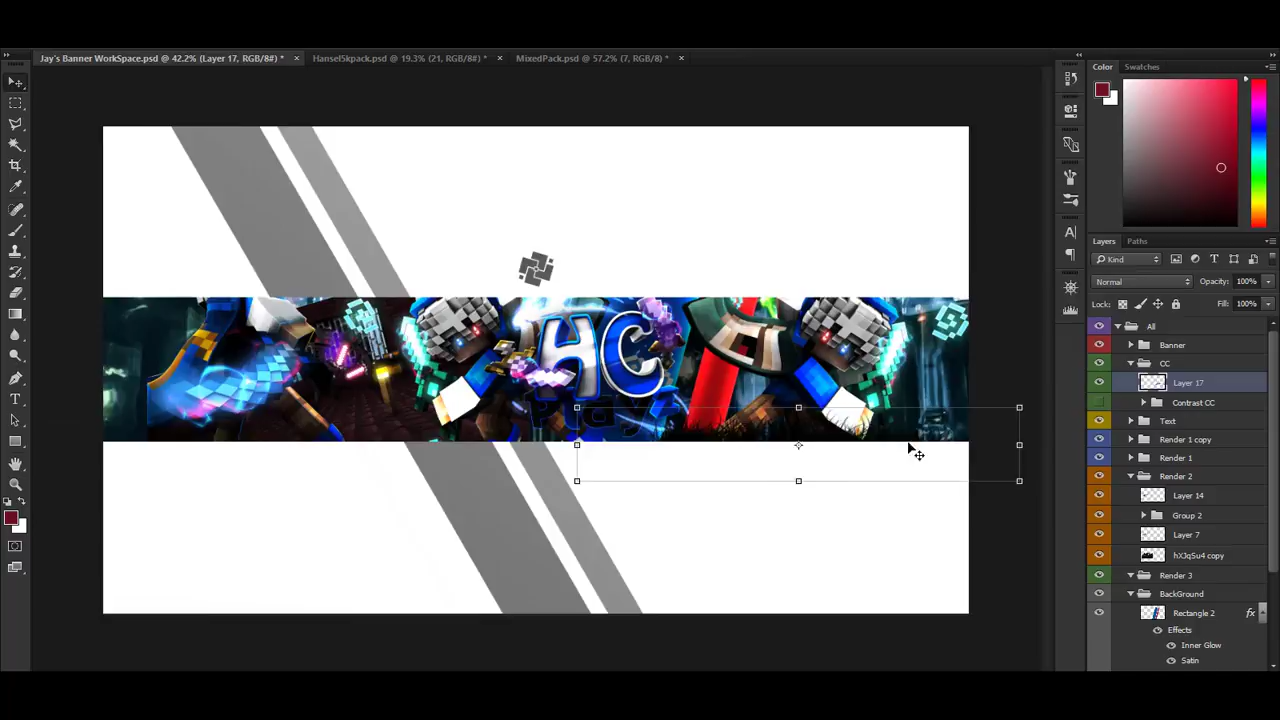 Jay's Banner WorkSpace.psd @ 42.2% (Layer 17, RGB/8#) *
HanselSkpack.psd @ 19.3% (21, RGB/8#) *
MixedPack.psd @ 57.2% (7, RGB/8) *
Color
Swatches
HC
Layers
Paths
Kind
Normal
Opacity: 100%
Lock:
Fill: 100%
All
Banner
CC
Layer 17
Contrast CC
Text
Render 1 copy
Render 1
Render 2
Layer 14
Group 2
Layer 7
hXJqSu4 copy
Render 3
BackGround
Rectangle 2
fx
Effects
Inner Glow
Satin